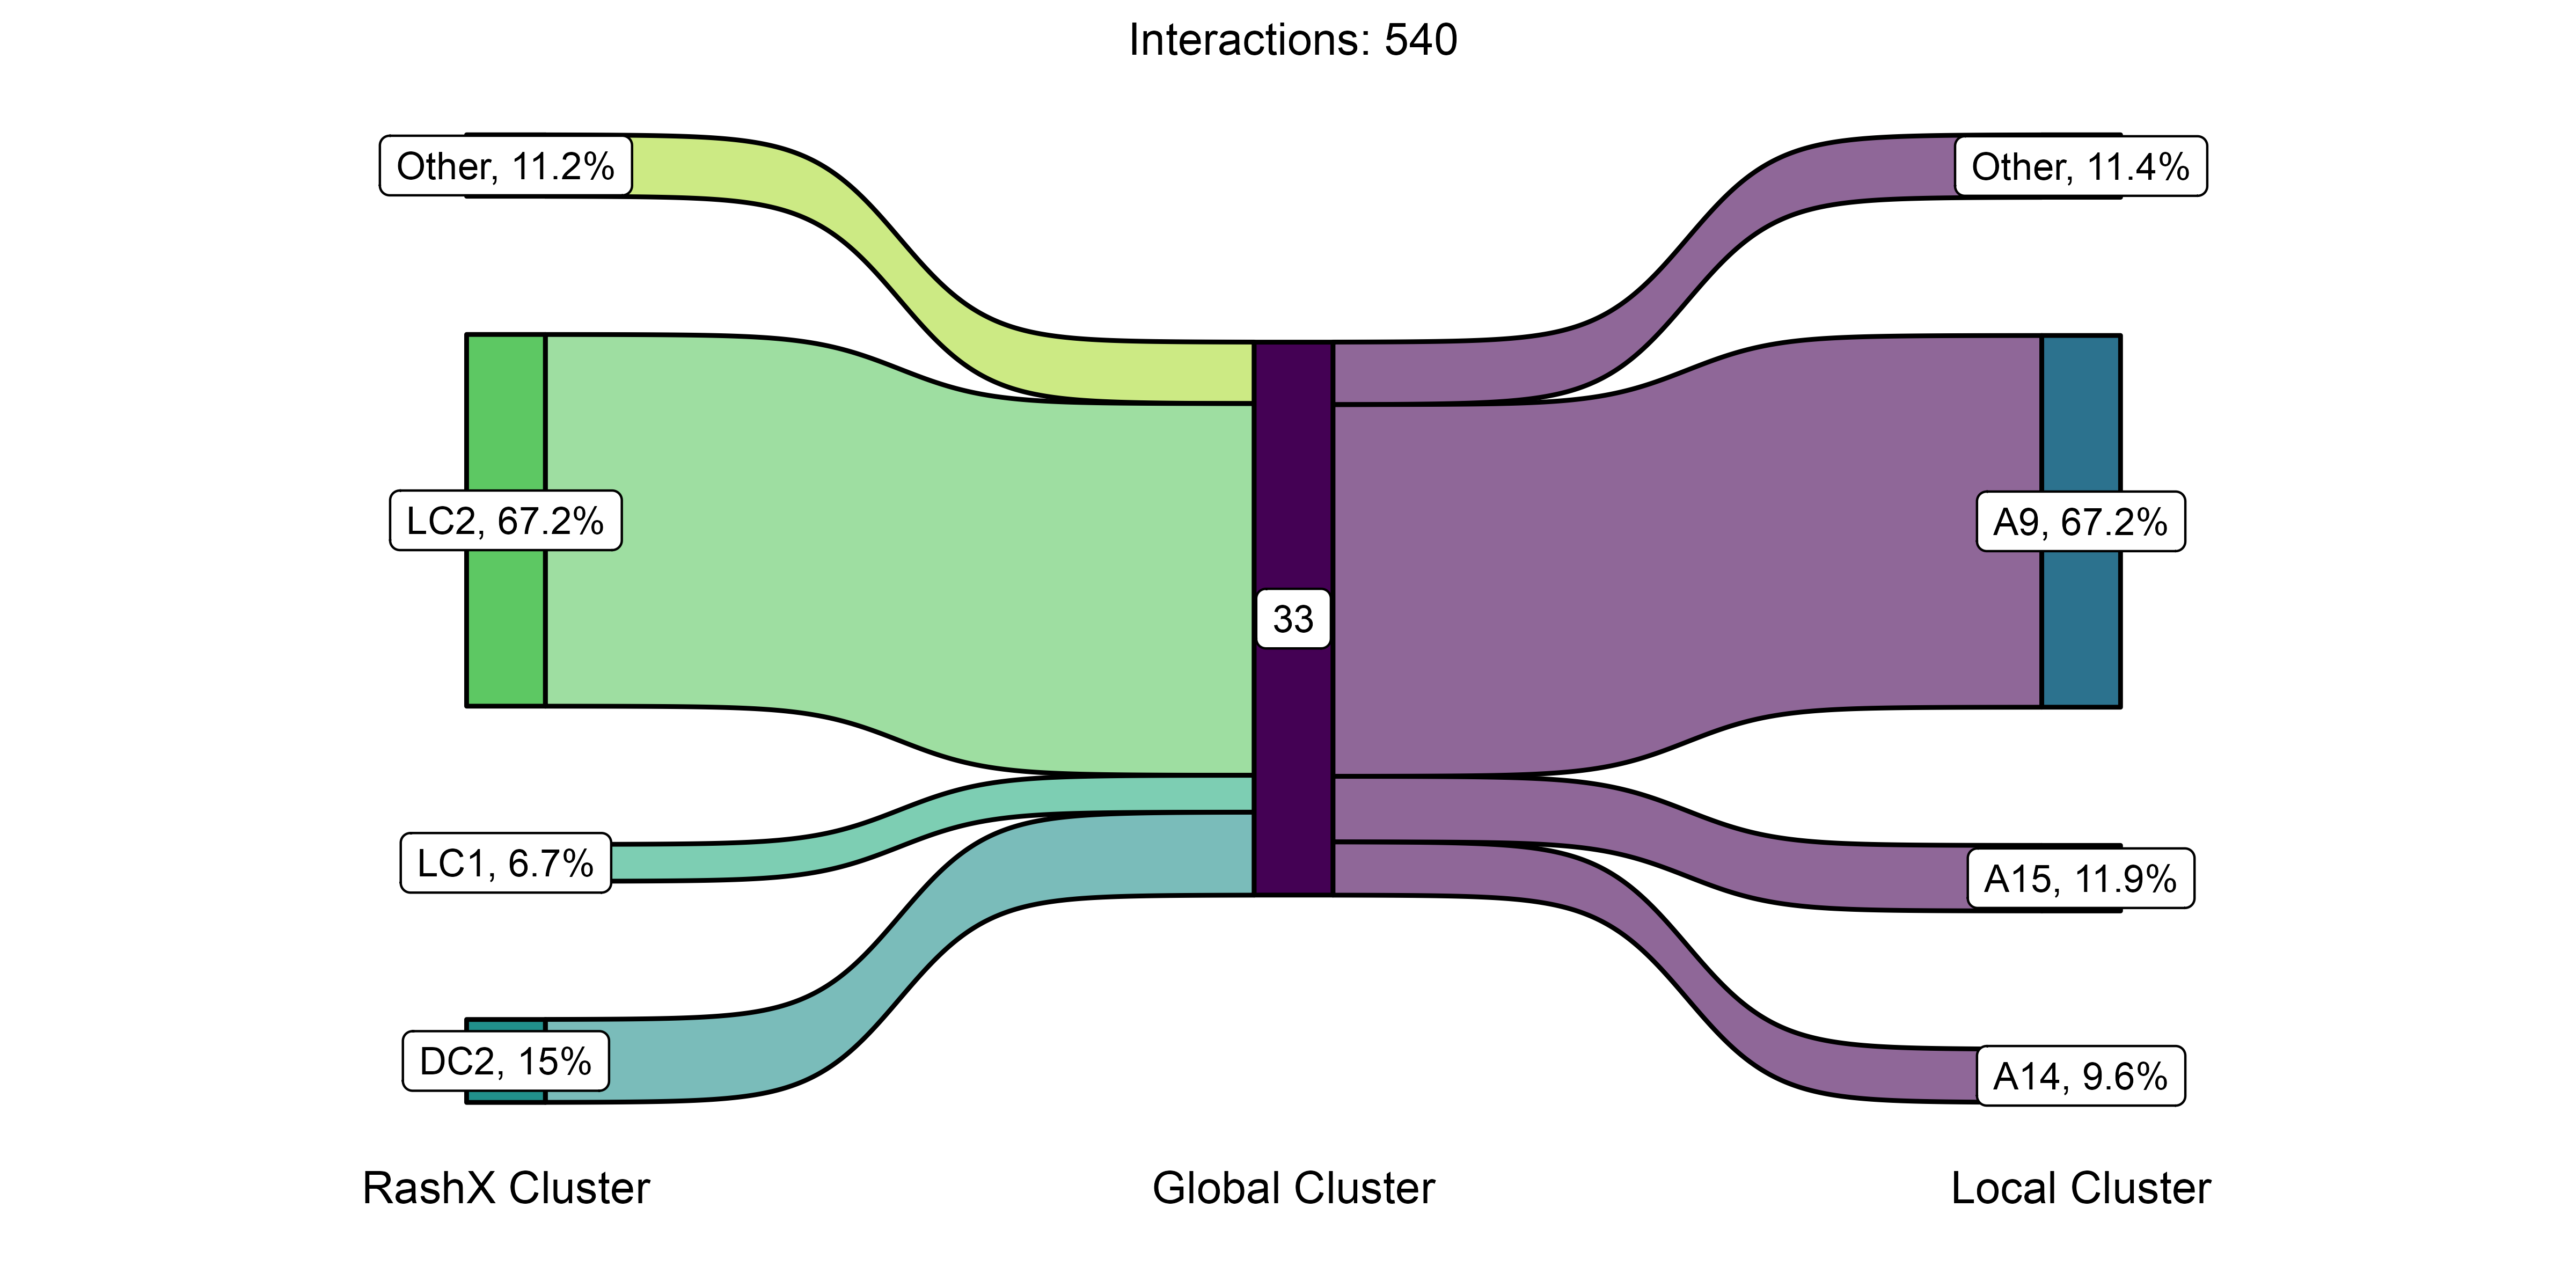 Interactions: 540
Other, 11.2%
Other, 11.4%
LC2, 67.2%
A9, 67.2%
33
LC1, 6.7%
A15, 11.9%
DC2, 15%
A14, 9.6%
RashX Cluster
Global Cluster
Local Cluster